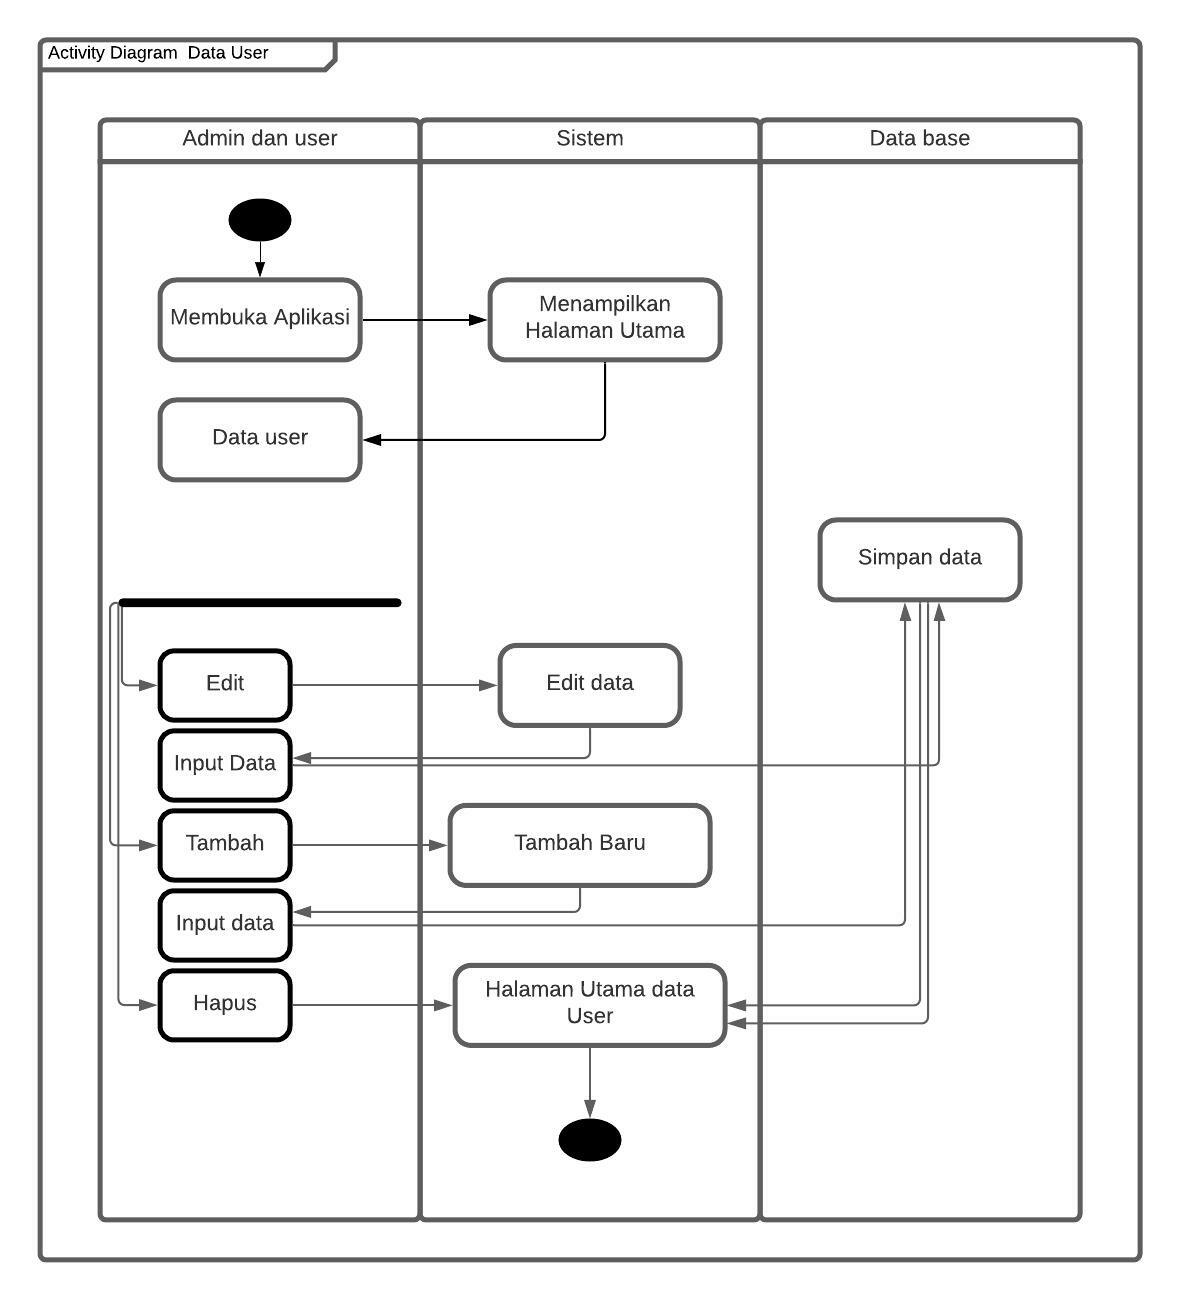 Activity Diagram  Data User
Admin dan user
Sistem
Data base
Membuka Aplikasi
Menampilkan
Halaman Utama
Data user
Simpan data
Edit
Edit data
Input Data
Tambah
Tambah Baru
Input data
Hapus
Halaman Utama data
User